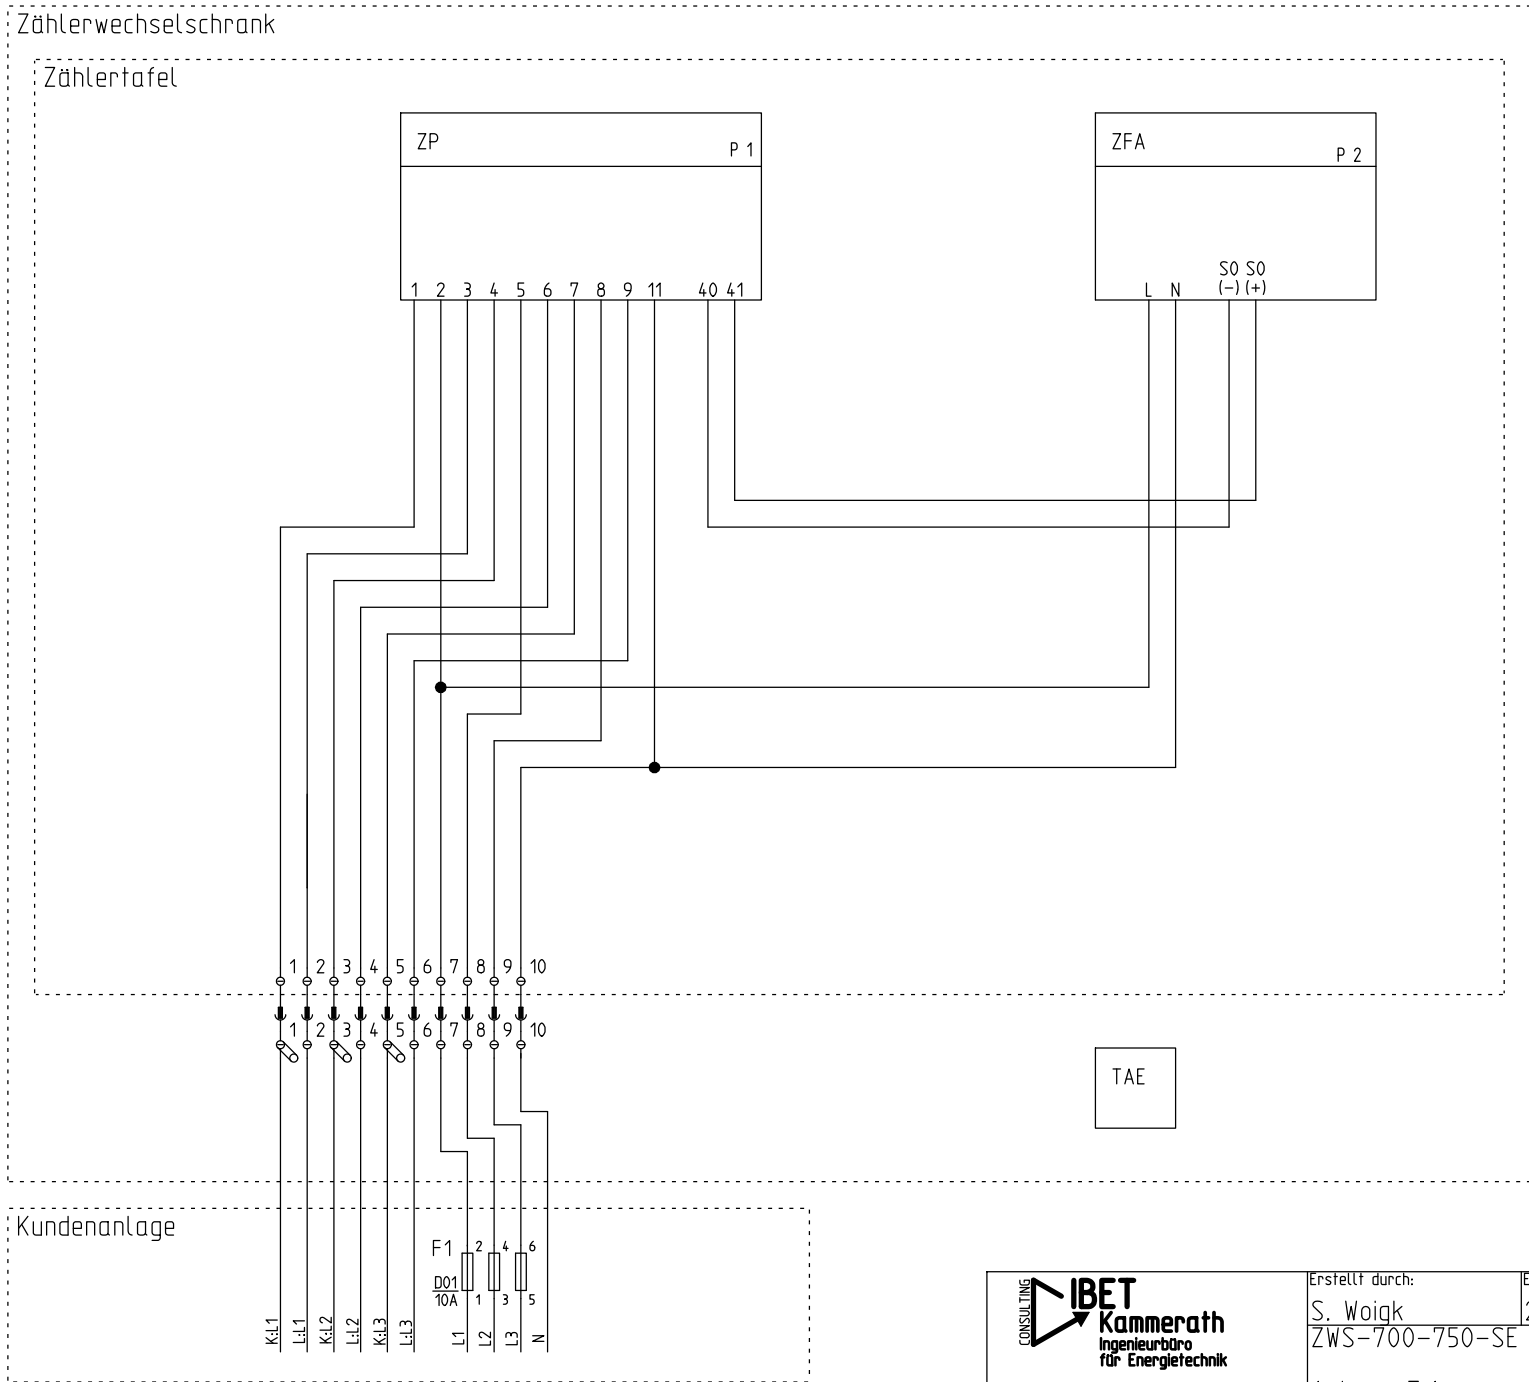 Zählerwechselschrank
Zählertafel
ZP
P 1
ZFA
P 2
S0 S0
(-) (+)
1 2 3 4 5 6 7 8 9 11 40 41
L N
1 2 3 4 5 6 7 8 9 10
1 2 3 4 5 6 7 8 9 10
TAE
Kundenanlage
F1
2 4 6
D01
10A
1 3 5
K:L1
L:L1
K:L2
L:L2
K:L3
L:L3
L1
L2
L3
N
CONSULTING
IBET
Kammerath
Ingenieurbüro
für Energietechnik
Erstellt durch:
S. Woigk
ZWS-700-750-SE